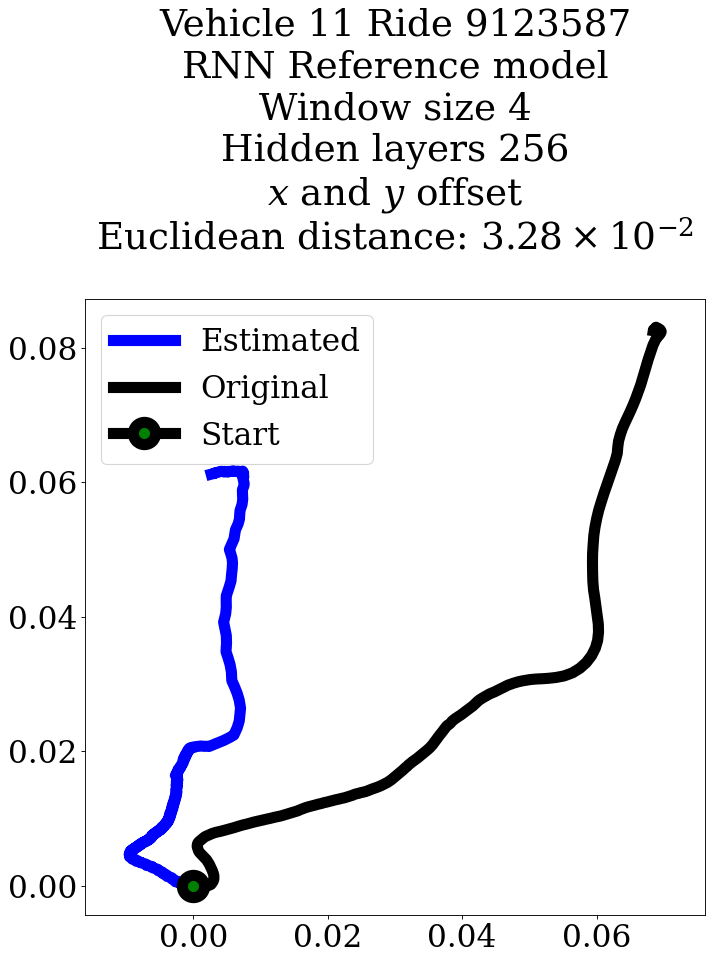 Vehicle 11 Ride 9123587
RNN Reference model
Window size 4
Hidden layers 256
x and y offset
Euclidean distance: 3.28 × 10⁻²
Estimated
Original
Start
0.08
0.06
0.04
0.02
0.00
0.00 0.02 0.04 0.06